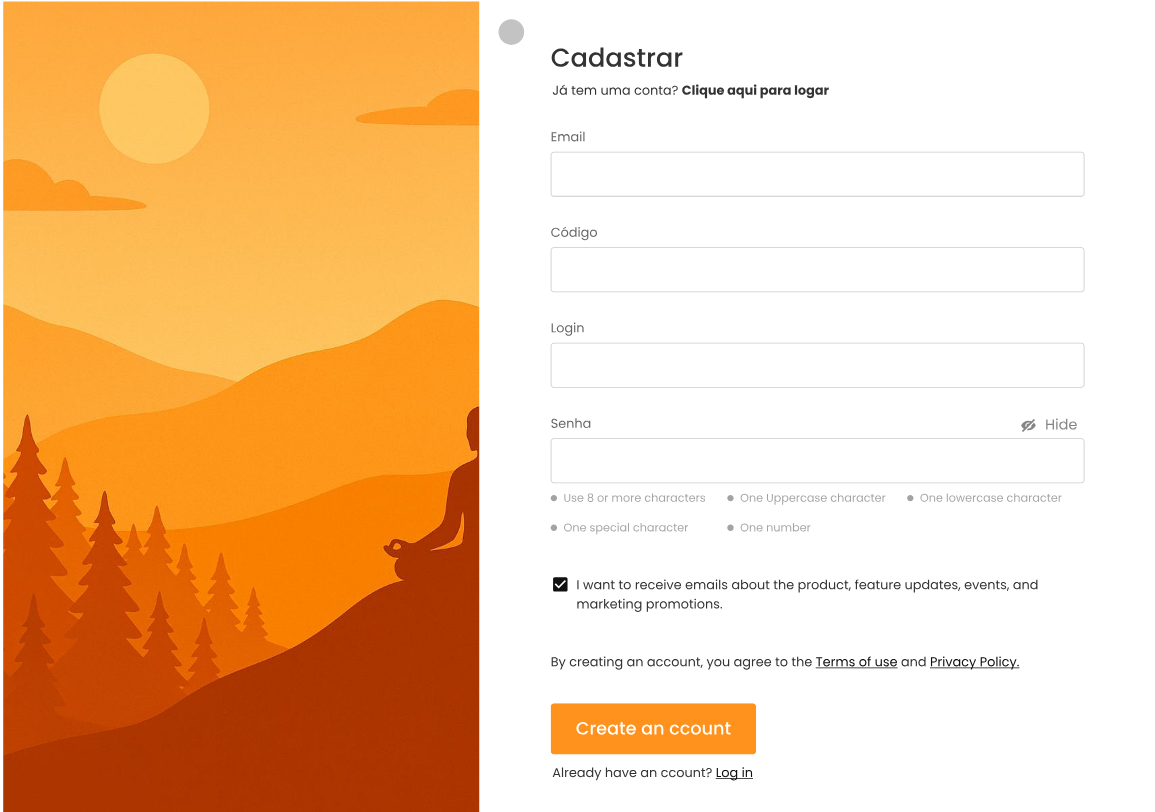 Cadastrar
Já tem uma conta? Clique aqui para logar
Email
Código
Login
Senha
Hide
Use 8 or more characters
One Uppercase character
One lowercase character
One special character
One number
I want to receive emails about the product, feature updates, events, and
marketing promotions.
By creating an account, you agree to the Terms of use and Privacy Policy.
Create an ccount
Already have an ccount? Log in